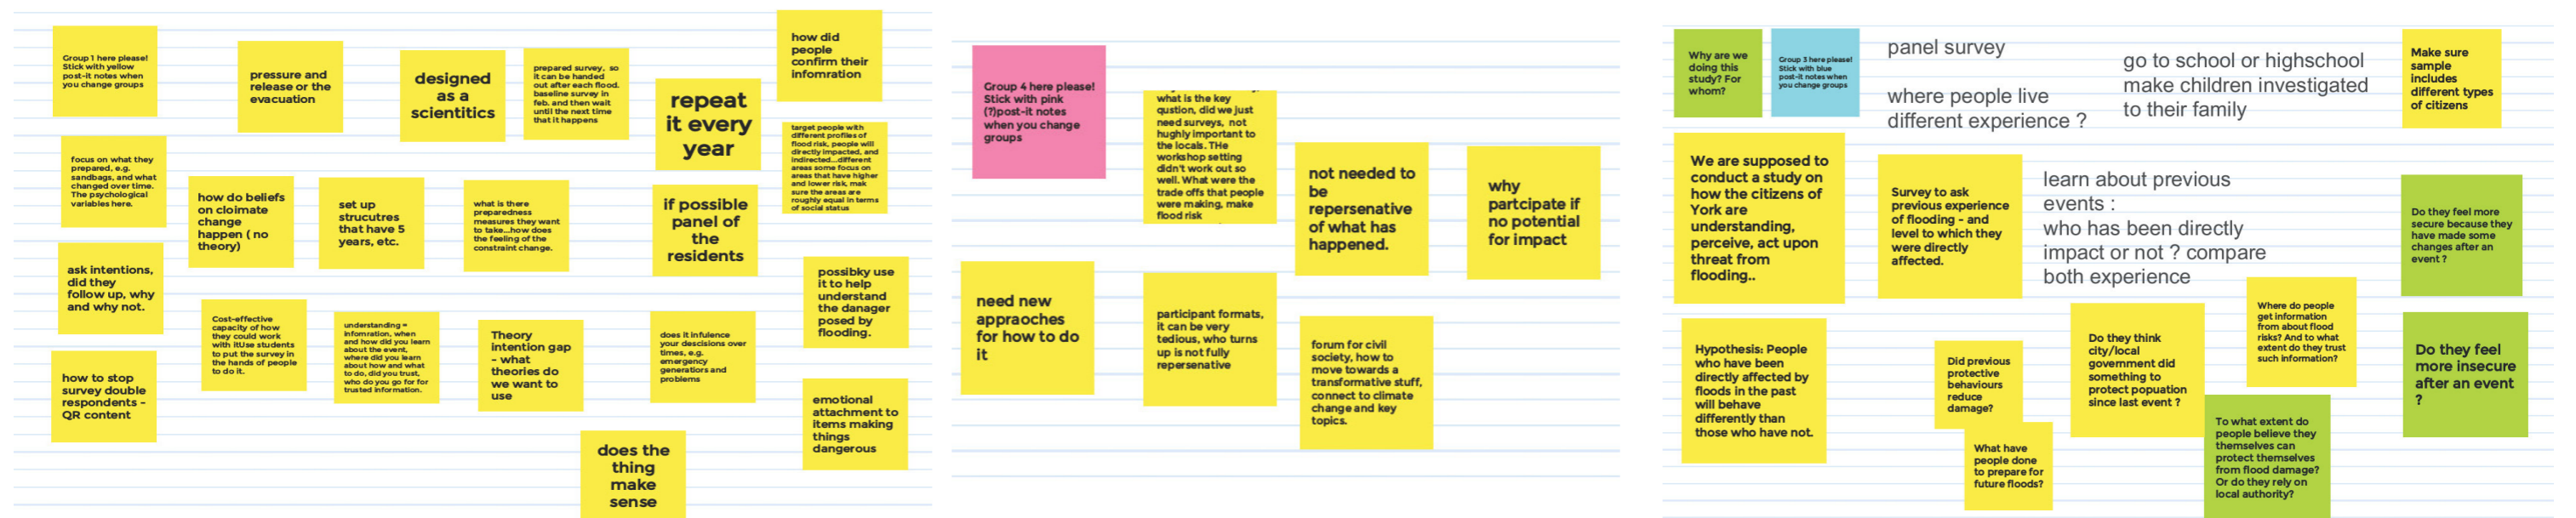 Group 1 here please!
Stick with yellow
post-it notes when
you change groups
pressure and
release or the
evacuation
designed
as a
scientitics
prepared survey, so
it can be handed
out after each flood.
baseline survey in
feb. and then wait
until the next time
that it happens
repeat
it every
year
how did
people
confirm their
infomration
focus on what they
prepared, e.g.
sandbags, and what
changed over time.
The psychological
variables here.
how do beliefs
on cloimate
change
happen ( no
theory)
set up
strucutres
that have 5
years, etc.
what is there
preparedness
measures they want
to take...how does
the feeling of the
constraint change.
if possible
panel of
the
residents
target people with
different profiles of
flood risk, people will
directly impacted, and
indirected...different
areas some focus on
areas that have higher
and lower risk, mak
sure the areas are
roughly equal in terms
of social status
ask intentions,
did they
follow up, why
and why not.
Cost-effective
capacity of how
they could work
with itUse students
to put the survey in
the hands of people
to do it.
understanding =
infomration, when
and how did you learn
about the event,
where did you learn
about how and what
to do, did you trust,
who do you go for for
trusted information.
Theory
intention gap
- what
theories do
we want to
use
does it infulence
your descisions over
times, e.g.
emergency
generatiors and
problems
possibky use
it to help
understand
the danager
posed by
flooding.
how to stop
survey double
respondents -
QR content
does the
thing
make
sense
emotional
attachment to
items making
things
dangerous
Group 4 here please!
Stick with pink
(?)post-it notes
when you change
groups
what is the key
qustion, did we just
need surveys, not
hughly important to
the locals. THe
workshop setting
didn't work out so
well. What were the
trade offs that people
were making, make
flood risk
not needed to
be
repersenative
of what has
happened.
why
partcipate if
no potential
for impact
need new
appraoches
for how to do
it
participant formats,
it can be very
tedious, who turns
up is not fully
repersenative
forum for civil
society, how to
move towards a
transformative stuff,
connect to climate
change and key
topics.
Why are we
doing this
study? For
whom?
Group 3 here please!
Stick with blue
post-it notes when
you change groups
panel survey
where people live
different experience ?
go to school or highschool
make children investigated
to their family
Make sure
sample
includes
different types
of citizens
We are supposed to
conduct a study on
how the citizens of
York are
understanding,
perceive, act upon
threat from
flooding..
Survey to ask
previous experience
of flooding - and
level to which they
were directly
affected.
learn about previous
events :
who has been directly
impact or not ? compare
both experience
Do they feel more
secure because they
have made some
changes after an
event ?
Hypothesis: People
who have been
directly affected by
floods in the past
will behave
differently than
those who have not.
Did previous
protective
behaviours
reduce
damage?
What have
people done
to prepare for
future floods?
Do they think
city/local
government did
something to
protect popuation
since last event ?
Where do people
get information
from about flood
risks? And to what
extent do they trust
such information?
To what extent do
people believe they
themselves can
protect themselves
from flood damage?
Or do they rely on
local authority?
Do they feel
more insecure
after an event
?